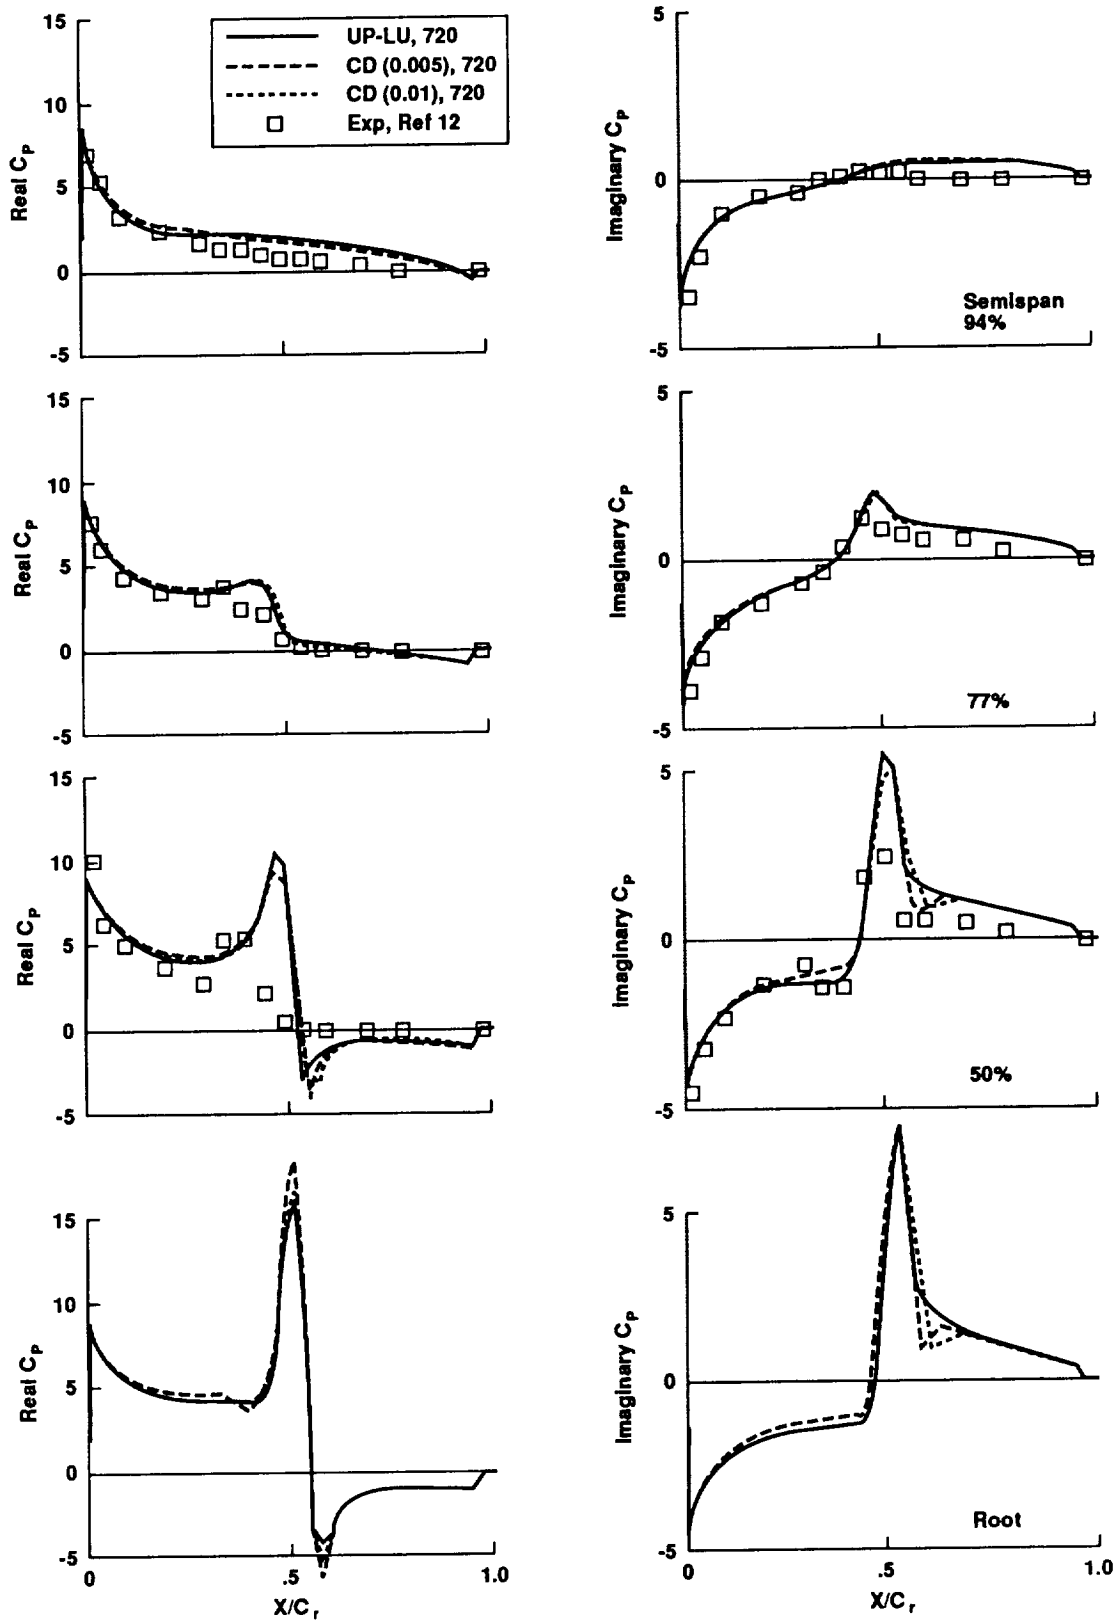 15
10
5
0
-5
Real C_P
UP-LU, 720
CD (0.005), 720
CD (0.01), 720
Exp, Ref 12
5
0
-5
Imaginary C_P
Semispan
94%
15
10
5
0
-5
Real C_P
5
0
-5
Imaginary C_P
77%
15
10
5
0
-5
Real C_P
5
0
-5
Imaginary C_P
50%
15
10
5
0
-5
Real C_P
0
.5
1.0
X/C_r
5
0
-5
Imaginary C_P
Root
0
.5
1.0
X/C_r